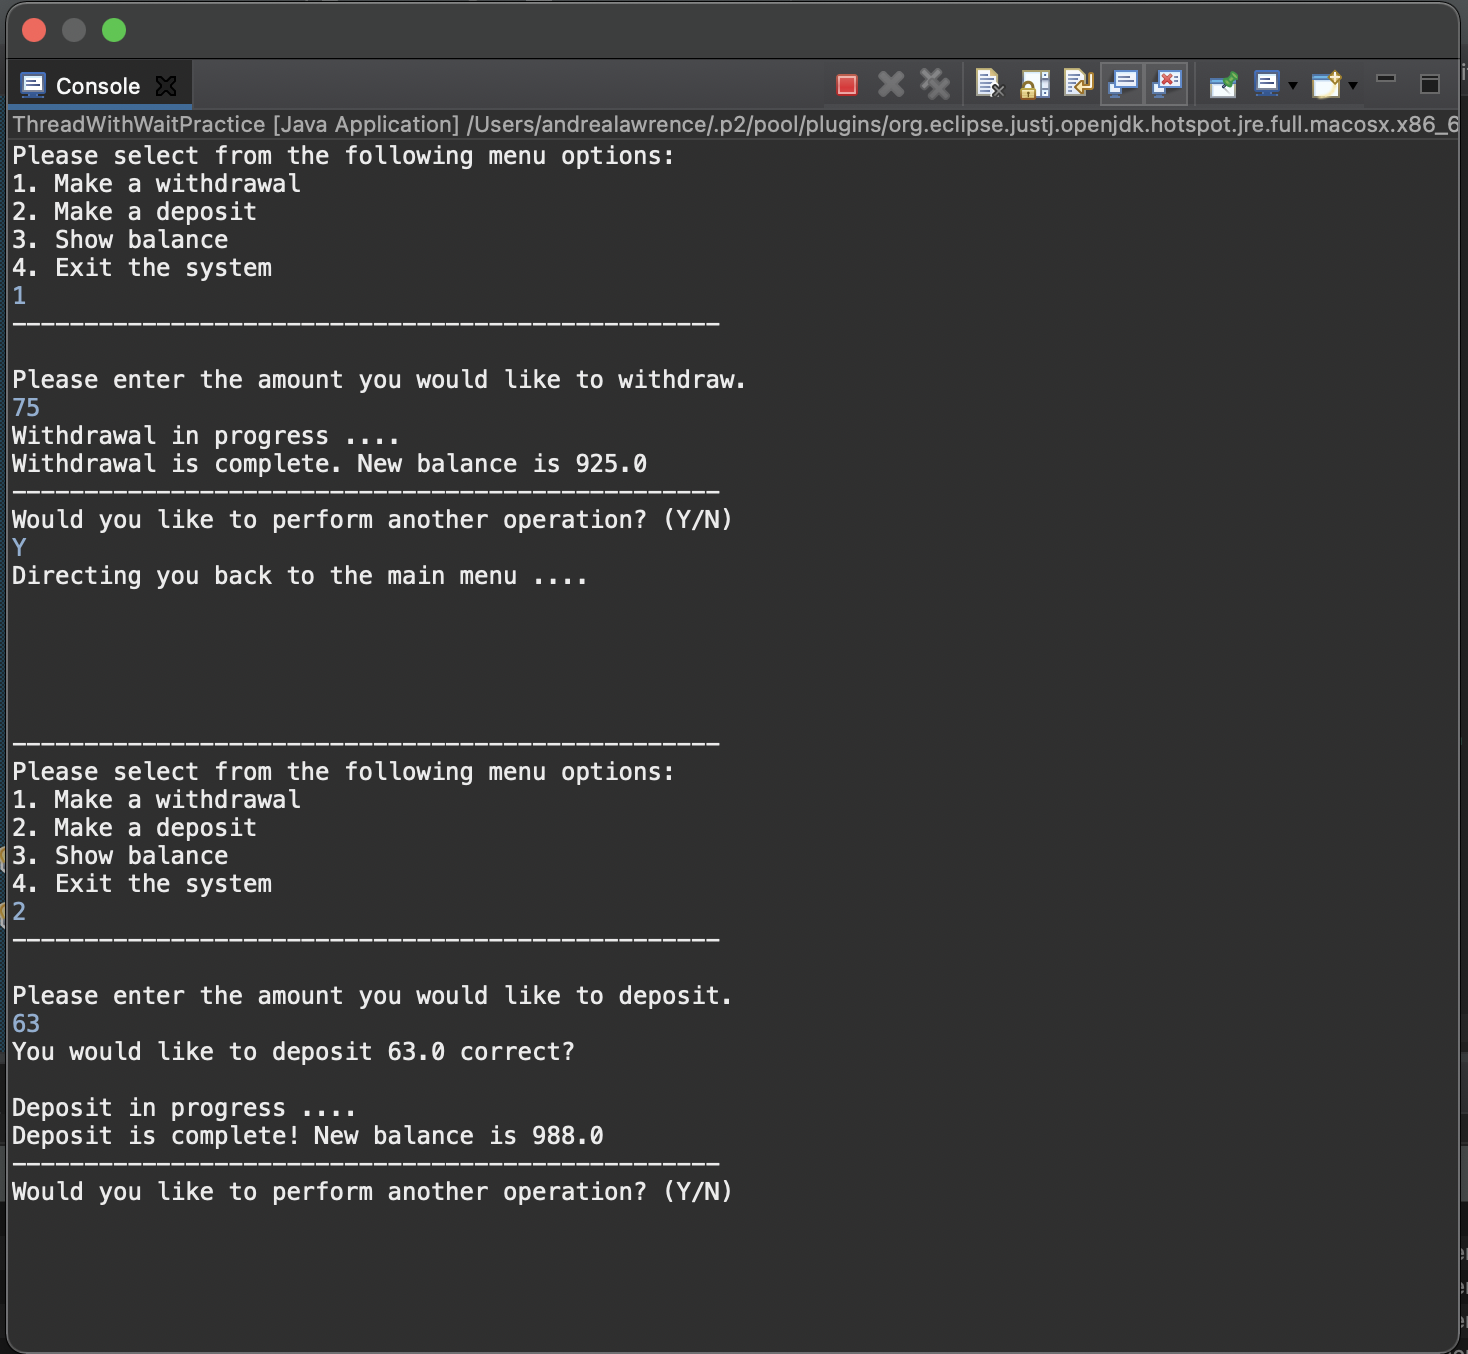 Console
ThreadWithWaitPractice [Java Application] /Users/andrealawrence/.p2/pool/plugins/org.eclipse.justj.openjdk.hotspot.jre.full.macosx.x86_6
Please select from the following menu options:
1. Make a withdrawal
2. Make a deposit
3. Show balance
4. Exit the system
1
-------------------------------------------------
Please enter the amount you would like to withdraw.
75
Withdrawal in progress ....
Withdrawal is complete. New balance is 925.0
-------------------------------------------------
Would you like to perform another operation? (Y/N)
Y
Directing you back to the main menu ....
-------------------------------------------------
Please select from the following menu options:
1. Make a withdrawal
2. Make a deposit
3. Show balance
4. Exit the system
2
-------------------------------------------------
Please enter the amount you would like to deposit.
63
You would like to deposit 63.0 correct?
Deposit in progress ....
Deposit is complete! New balance is 988.0
-------------------------------------------------
Would you like to perform another operation? (Y/N)